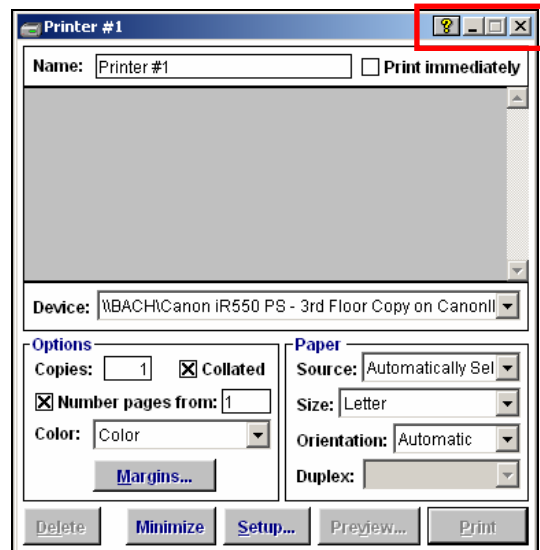 Printer #1
Name: Printer #1 Print immediately
Device: \\BACH\Canon iR550 PS - 3rd Floor Copy on CanonII
Options
Copies: 1 Collated
Number pages from: 1
Color: Color
Margins...
Paper
Source: Automatically Sel
Size: Letter
Orientation: Automatic
Duplex:
Delete Minimize Setup... Preview... Print